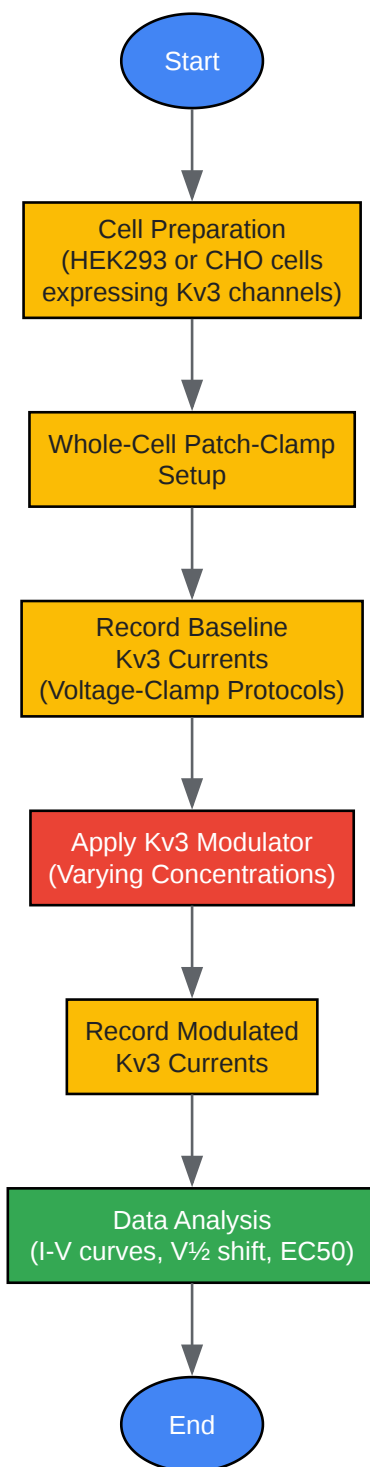 Start
Cell Preparation
(HEK293 or CHO cells
expressing Kv3 channels)
Whole-Cell Patch-Clamp
Setup
Record Baseline
Kv3 Currents
(Voltage-Clamp Protocols)
Apply Kv3 Modulator
(Varying Concentrations)
Record Modulated
Kv3 Currents
Data Analysis
(I-V curves, V½ shift, EC50)
End